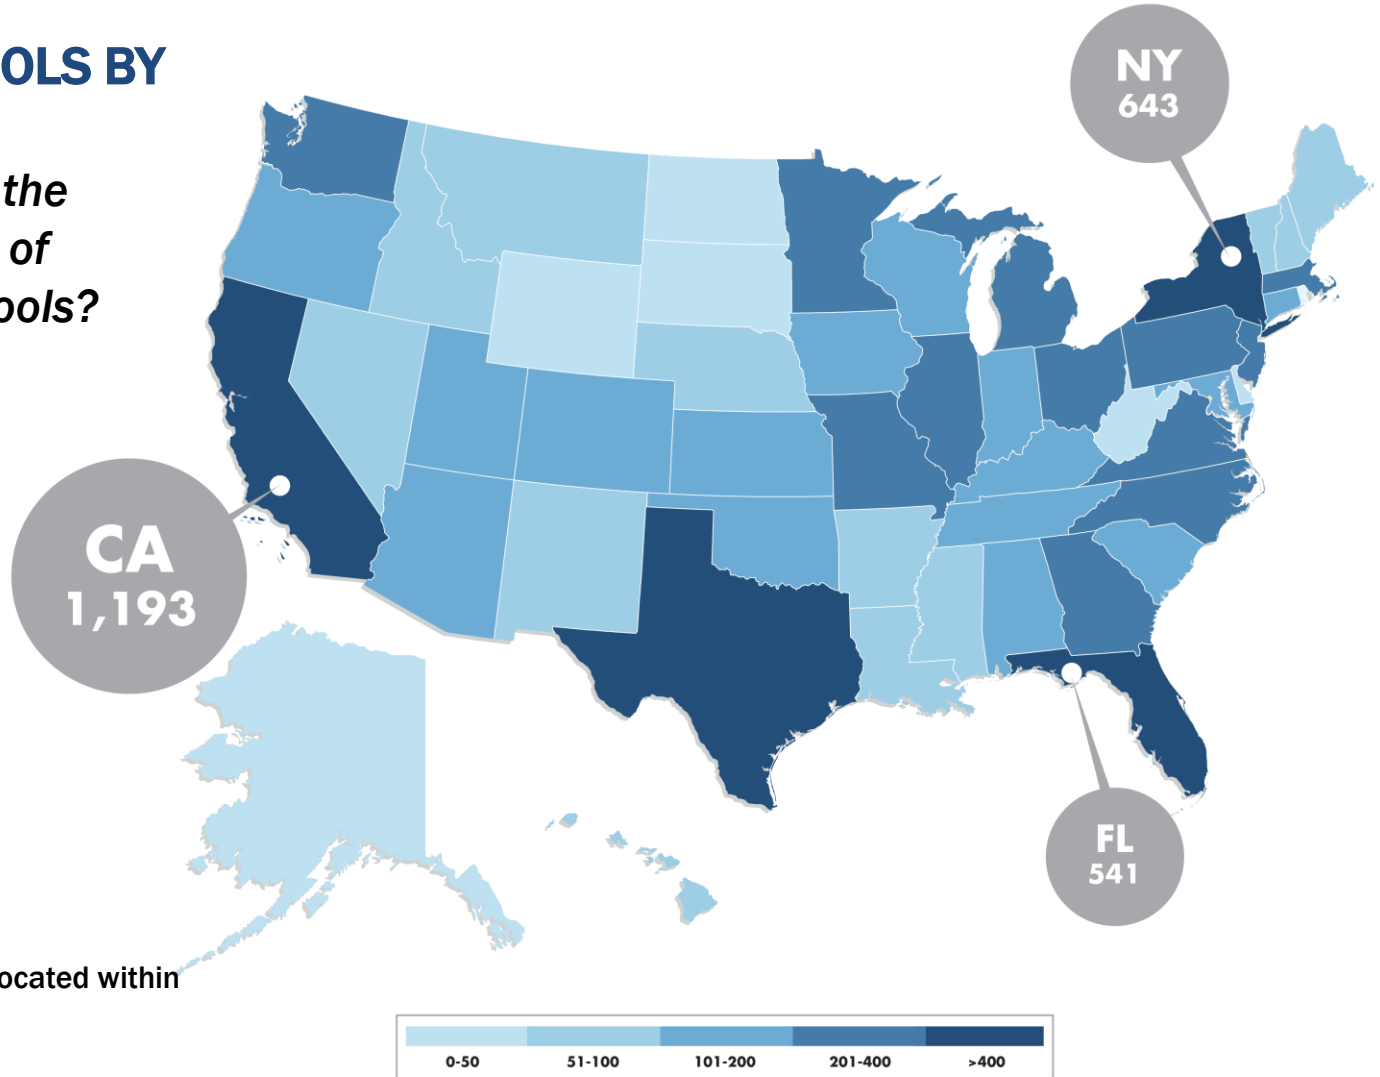 OLS BY
the
of
ools?
NY
643
CA
1,193
FL
541
ocated within
0-50
51-100
101-200
201-400
>400